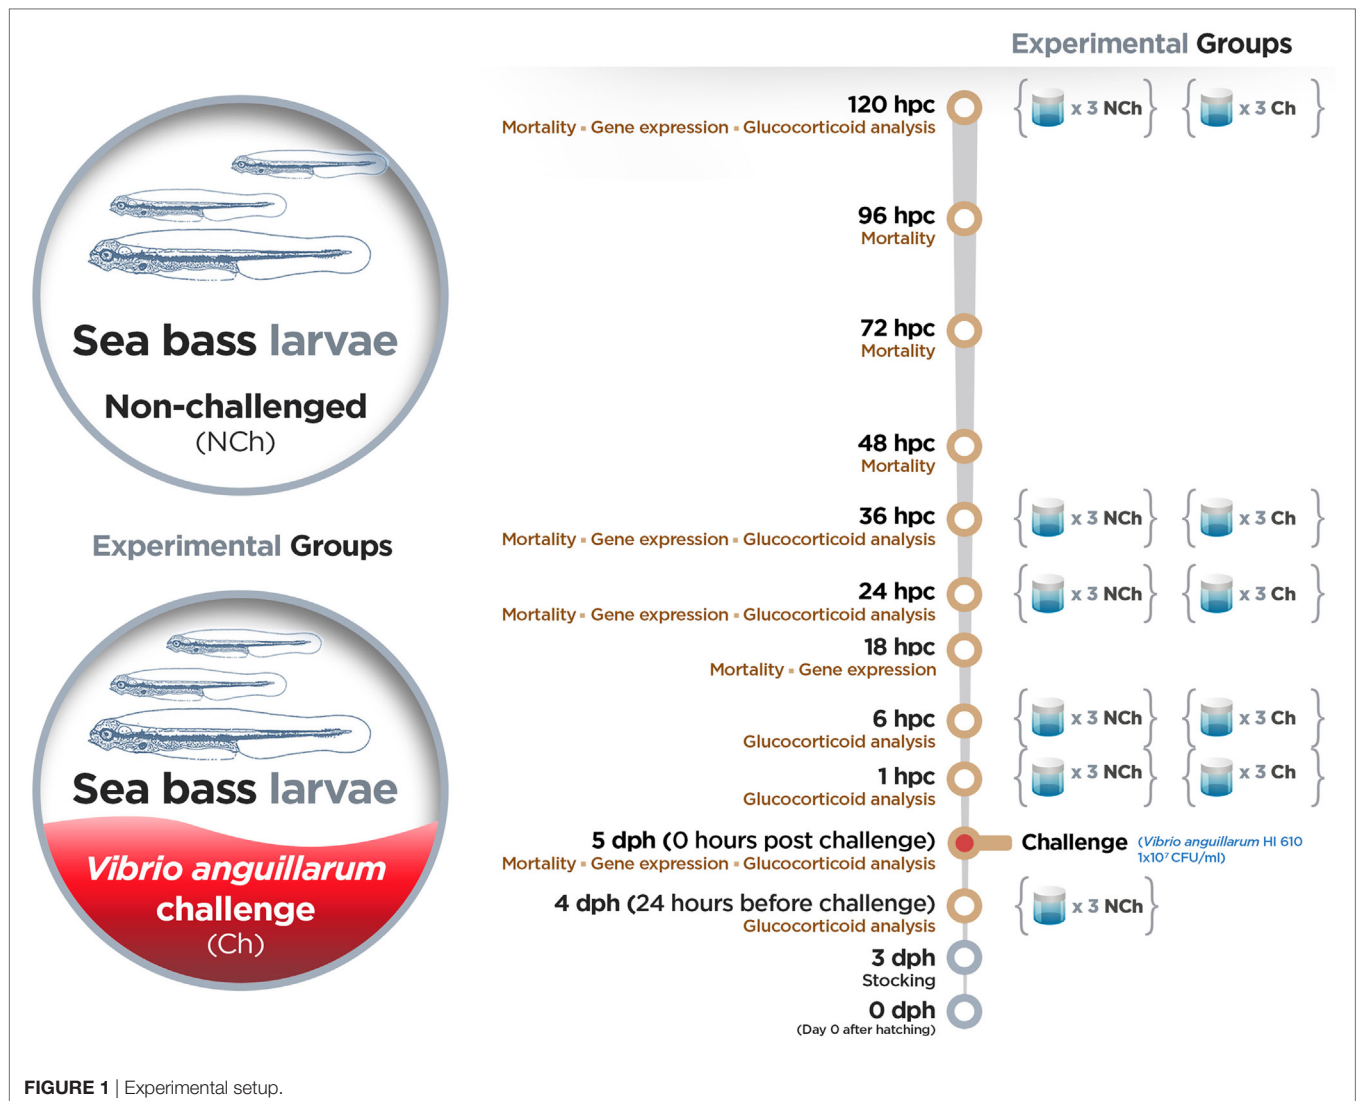 Experimental Groups
120 hpc
Mortality ▪ Gene expression ▪ Glucocorticoid analysis
x 3 NCh
x 3 Ch
96 hpc
Mortality
72 hpc
Mortality
48 hpc
Mortality
36 hpc
Mortality ▪ Gene expression ▪ Glucocorticoid analysis
x 3 NCh
x 3 Ch
24 hpc
Mortality ▪ Gene expression ▪ Glucocorticoid analysis
x 3 NCh
x 3 Ch
18 hpc
Mortality ▪ Gene expression
6 hpc
Glucocorticoid analysis
x 3 NCh
x 3 Ch
1 hpc
Glucocorticoid analysis
x 3 NCh
x 3 Ch
5 dph (0 hours post challenge)
Mortality ▪ Gene expression ▪ Glucocorticoid analysis
Challenge
(Vibrio anguillarum HI 610
1x10⁷ CFU/ml)
4 dph (24 hours before challenge)
Glucocorticoid analysis
x 3 NCh
3 dph
Stocking
0 dph
(Day 0 after hatching)
Sea bass larvae
Non-challenged
(NCh)
Experimental Groups
Sea bass larvae
Vibrio anguillarum
challenge
(Ch)
FIGURE 1 | Experimental setup.